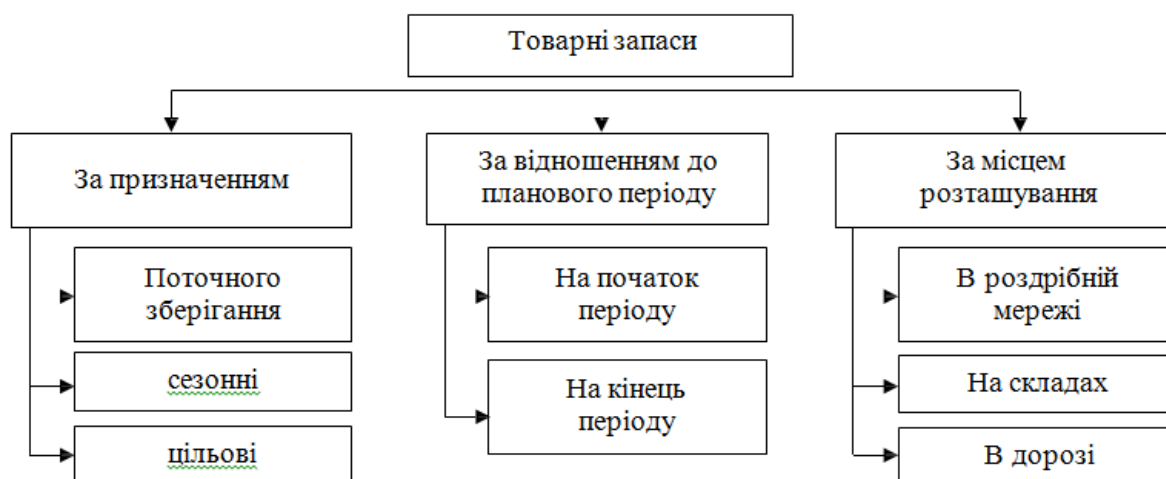 Товарні запаси
За призначенням
За відношенням до
планового періоду
За місцем
розташування
Поточного
зберігання
сезонні
цільові
На початок
періоду
На кінець
періоду
В роздрібній
мережі
На складах
В дорозі